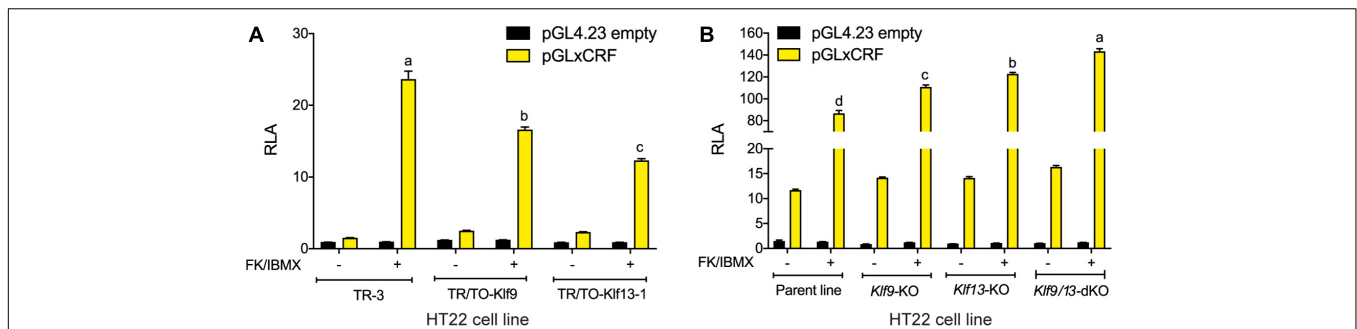 A
30
20
10
0
RLA
pGL4.23 empty
pGLxCRF
a
b
c
FK/IBMX - + - + - +
TR-3 TR/TO-Klf9 TR/TO-Klf13-1
HT22 cell line
B
160
140
120
100
80
20
15
10
5
0
RLA
pGL4.23 empty
pGLxCRF
d
c
b
a
FK/IBMX - + - + - + - +
Parent line Klf9-KO Klf13-KO Klf9/13-dKO
HT22 cell line